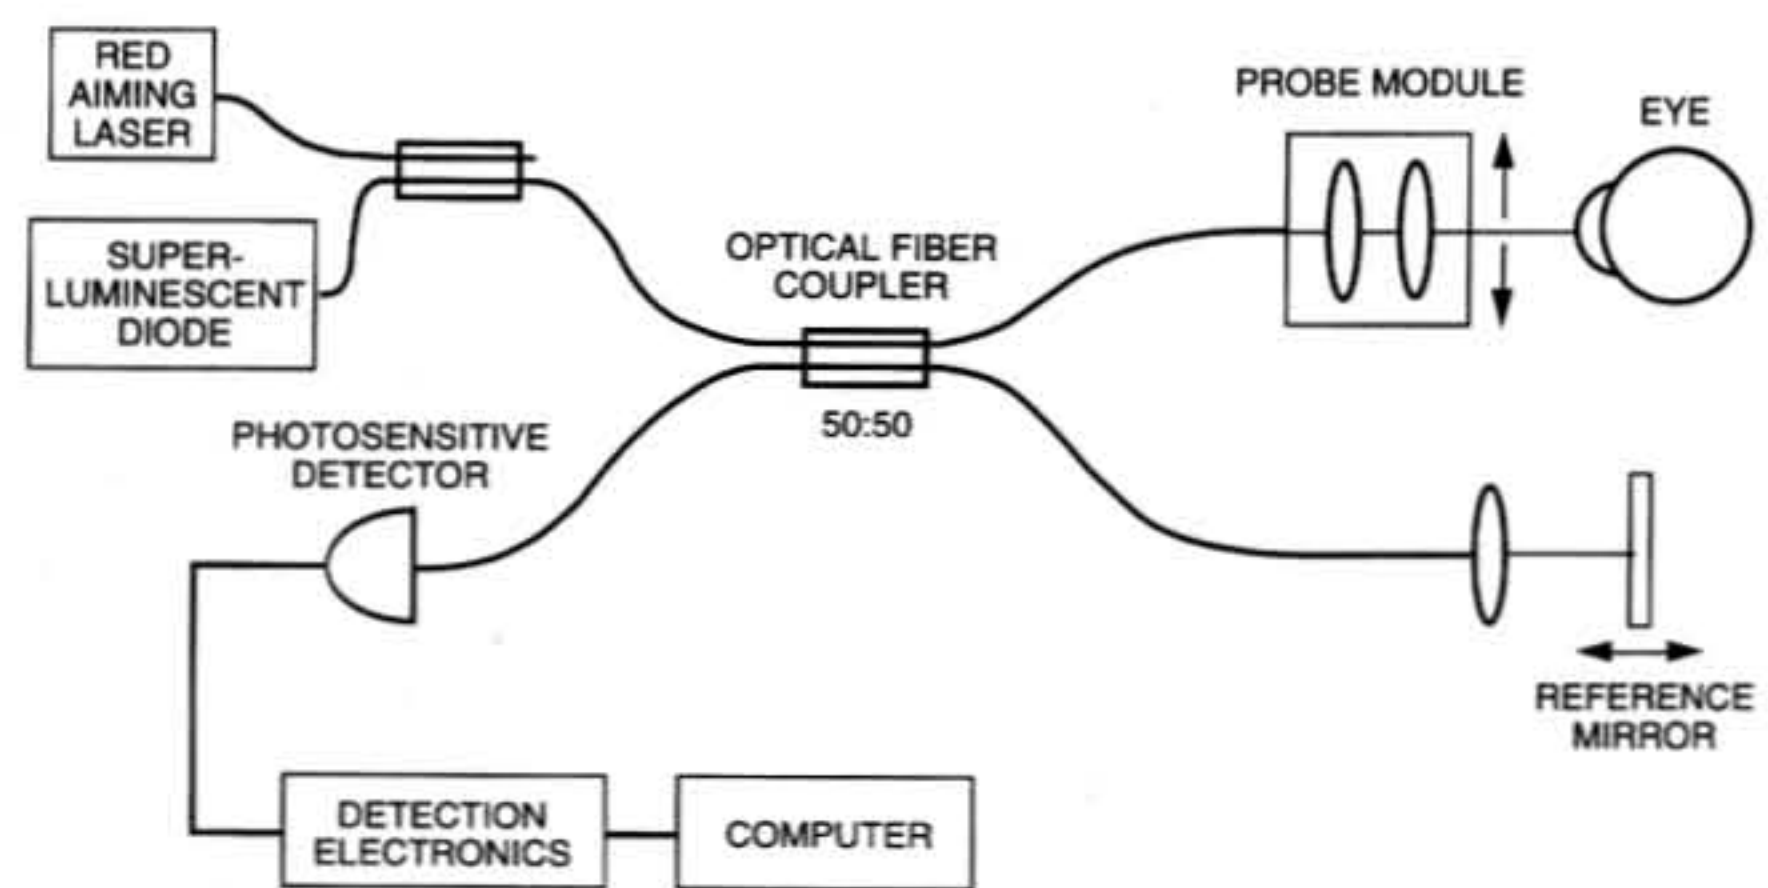 RED
AIMING
LASER
SUPER-
LUMINESCENT
DIODE
OPTICAL FIBER
COUPLER
50:50
PROBE MODULE
EYE
PHOTOSENSITIVE
DETECTOR
REFERENCE
MIRROR
DETECTION
ELECTRONICS
COMPUTER